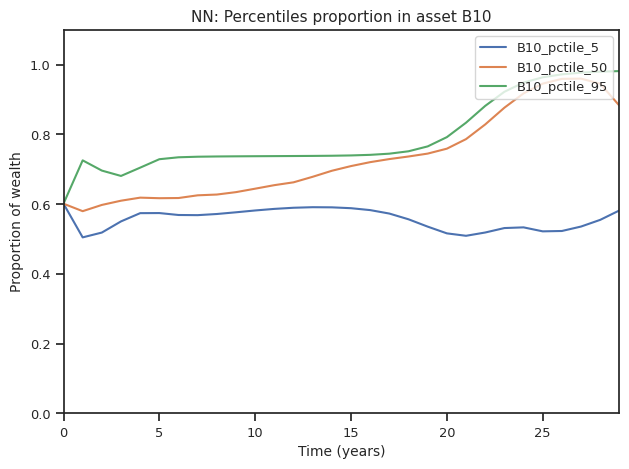 NN: Percentiles proportion in asset B10
B10_pctile_5
B10_pctile_50
B10_pctile_95
Proportion of wealth
1.0
0.8
0.6
0.4
0.2
0.0
0 5 10 15 20 25
Time (years)